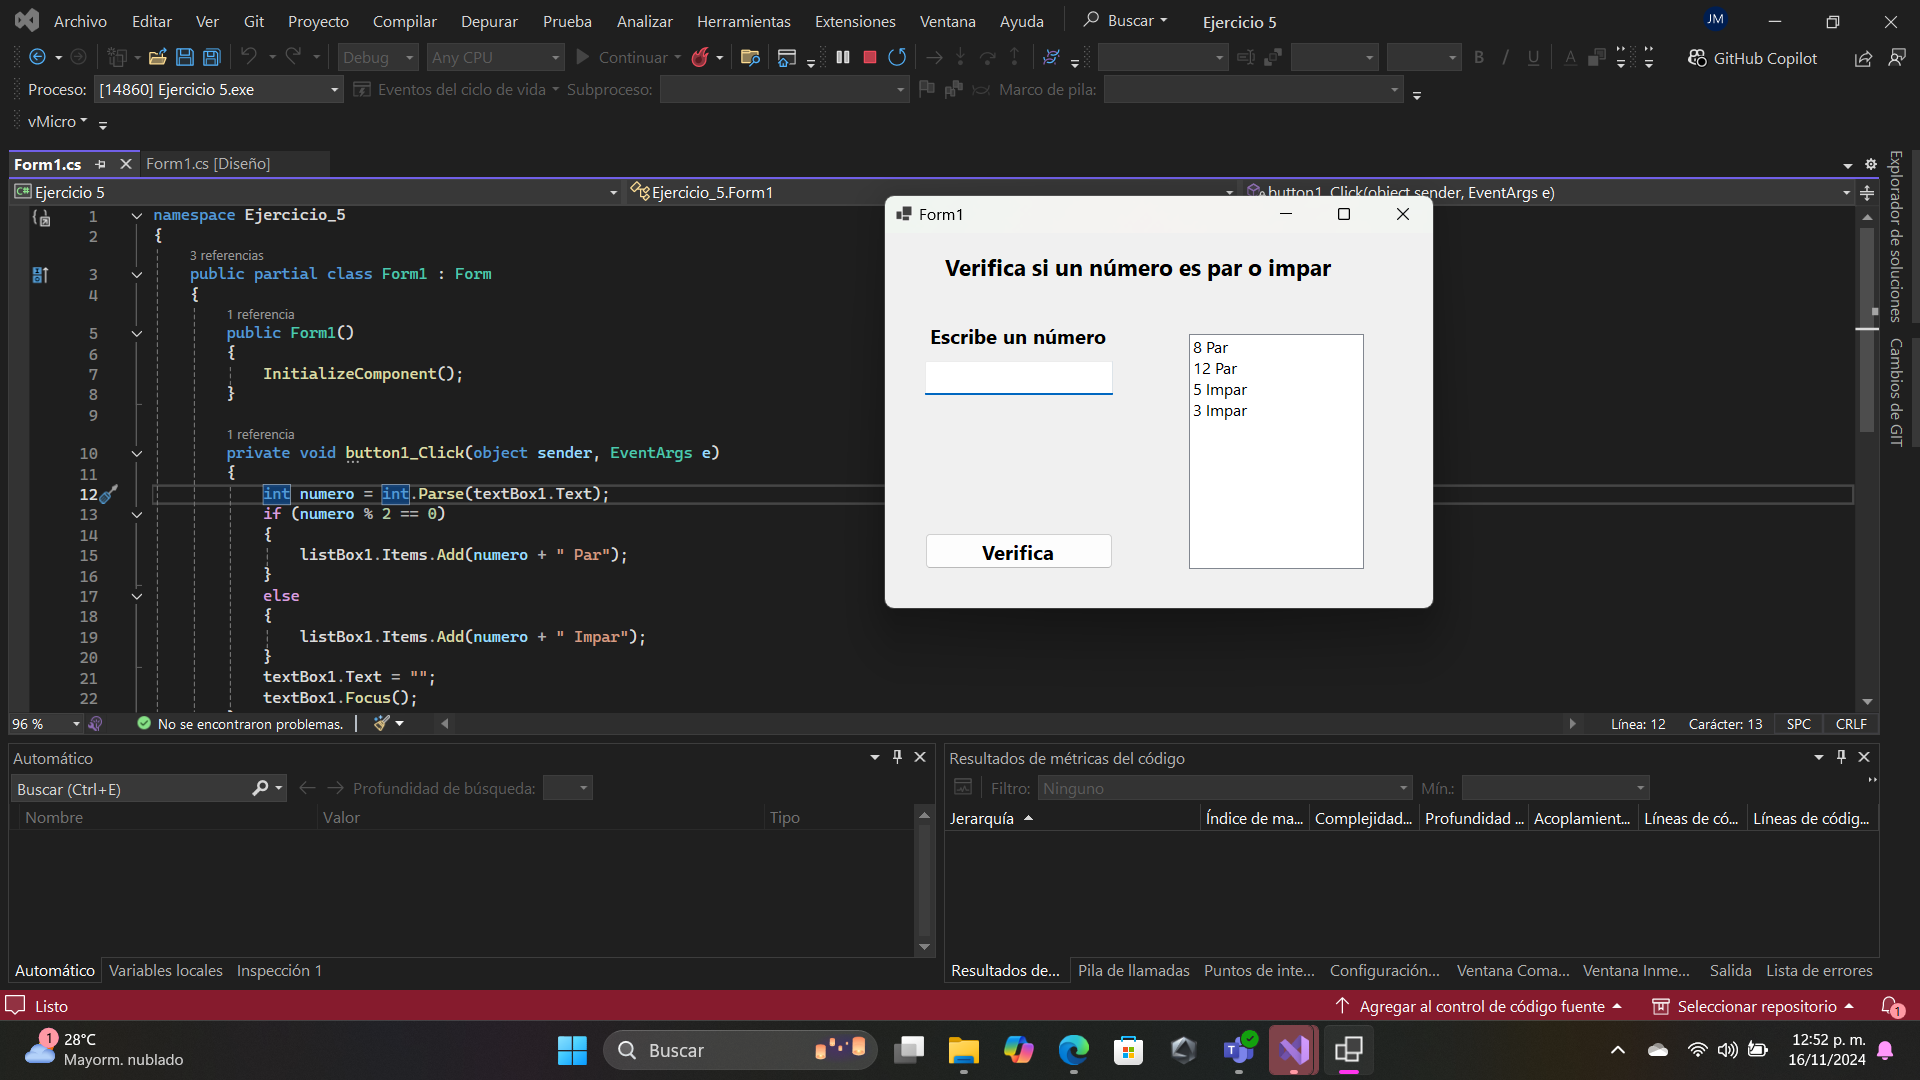 Archivo Editar Ver Git Proyecto Compilar Depurar Prueba Analizar Herramientas Extensiones Ventana Ayuda Buscar Ejercicio 5 JM
Debug Any CPU Continuar B I U A GitHub Copilot
Proceso: [14860] Ejercicio 5.exe Eventos del ciclo de vida Subproceso: Marco de pila:
vMicro
Form1.cs Form1.cs [Diseño]
C# Ejercicio 5 Ejercicio_5.Form1 button1_Click(object sender, EventArgs e)
1 namespace Ejercicio_5
2 {
3 referencias
3 public partial class Form1 : Form
4 {
1 referencia
5 public Form1()
6 {
7 InitializeComponent();
8 }
9
1 referencia
10 private void button1_Click(object sender, EventArgs e)
11 {
12 int numero = int.Parse(textBox1.Text);
13 if (numero % 2 == 0)
14 {
15 listBox1.Items.Add(numero + " Par");
16 }
17 else
18 {
19 listBox1.Items.Add(numero + " Impar");
20 }
21 textBox1.Text = "";
22 textBox1.Focus();
Form1
Verifica si un número es par o impar
Escribe un número
8 Par
12 Par
5 Impar
3 Impar
Verifica
Explorador de soluciones
Cambios de GIT
96 % No se encontraron problemas. Línea: 12 Carácter: 13 SPC CRLF
Automático
Buscar (Ctrl+E) Profundidad de búsqueda:
Nombre Valor Tipo
Automático Variables locales Inspección 1
Resultados de métricas del código
Filtro: Ninguno Mín.:
Jerarquía Índice de ma... Complejidad... Profundidad ... Acoplamient... Líneas de có... Líneas de códig...
Resultados de... Pila de llamadas Puntos de inte... Configuración... Ventana Coma... Ventana Inme... Salida Lista de errores
Listo Agregar al control de código fuente Seleccionar repositorio 1
1 28°C
Mayorm. nublado
Buscar
12:52 p. m.
16/11/2024